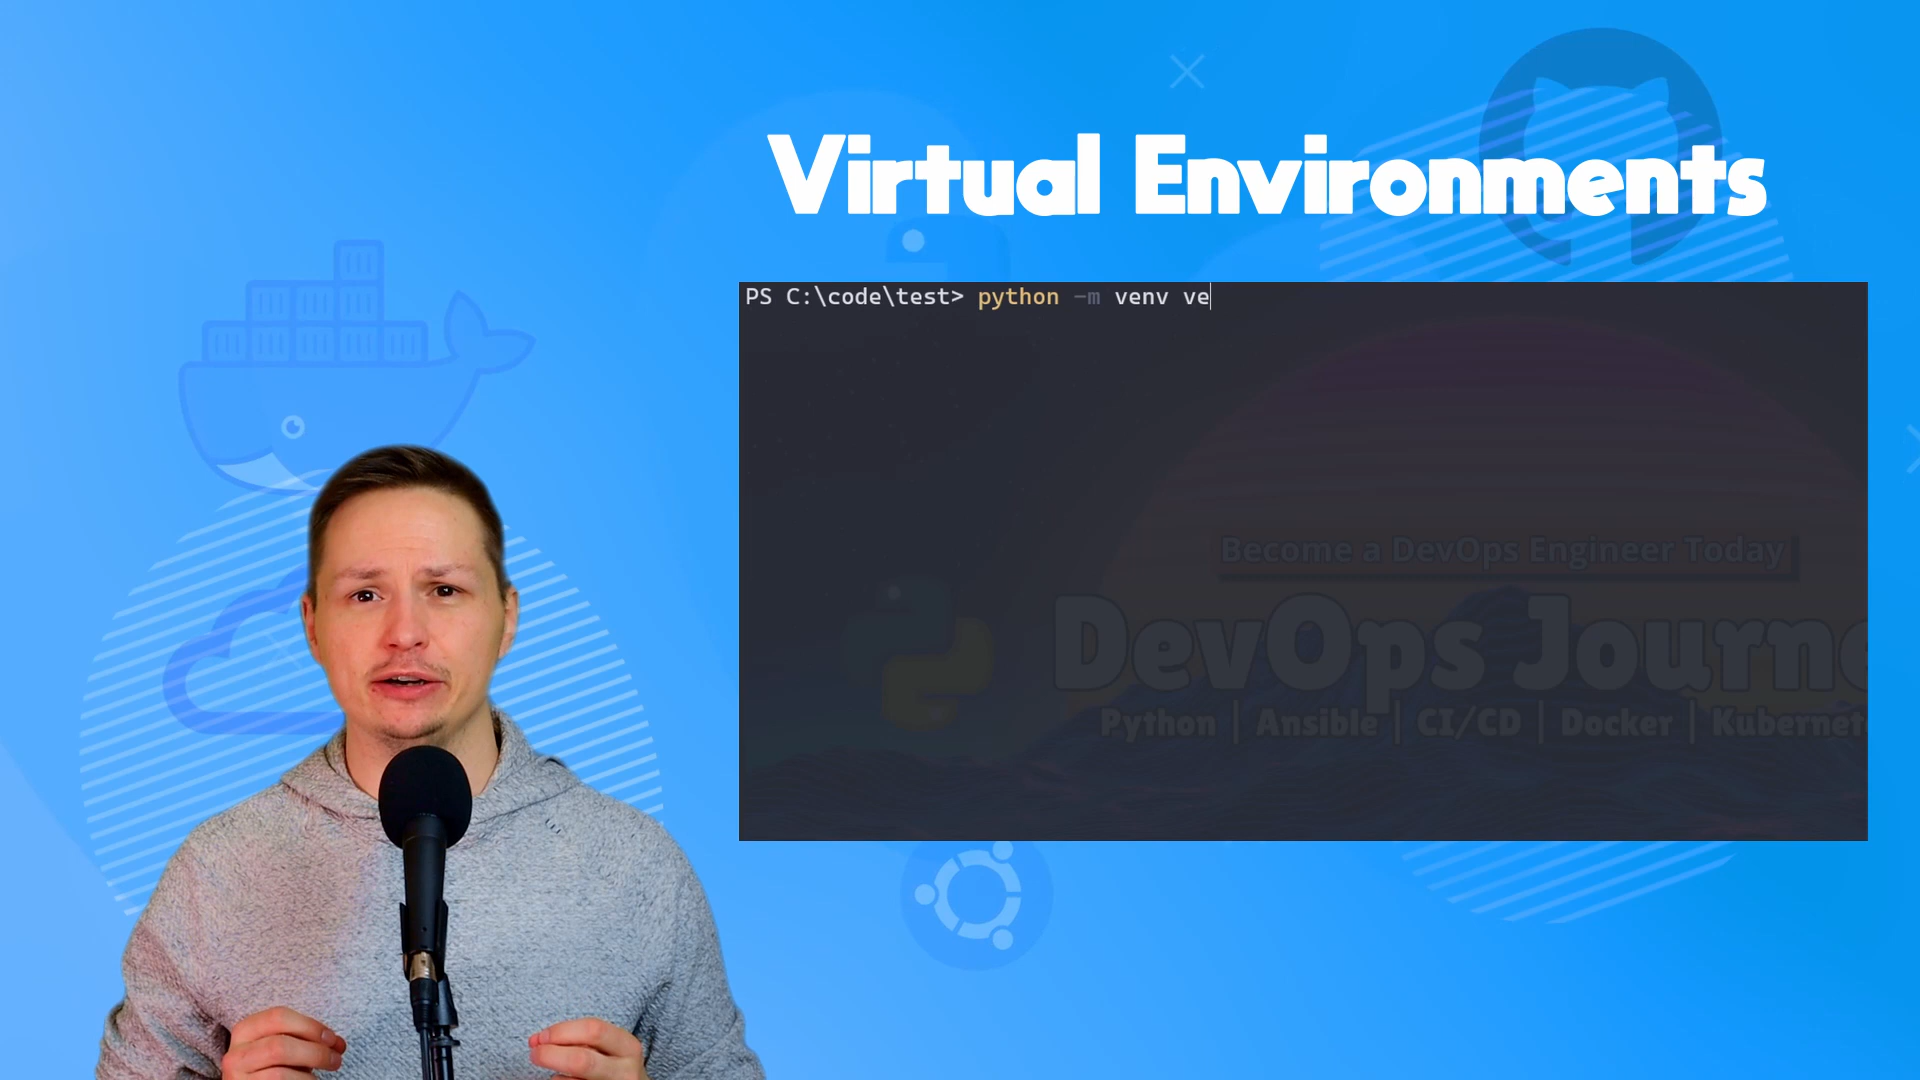 Virtual Environments
PS C:\code\test> python -m venv ve
Become a DevOps Engineer Today
DevOps Journe
Python | Ansible | CI/CD | Docker | Kubernet